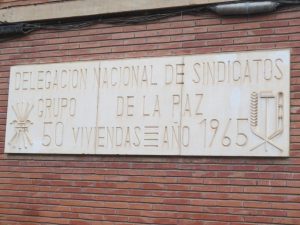 DELEGACION NACIONAL DE SINDICATOS
GRUPO DE LA PAZ
50 VIVIENDAS AÑO 1965